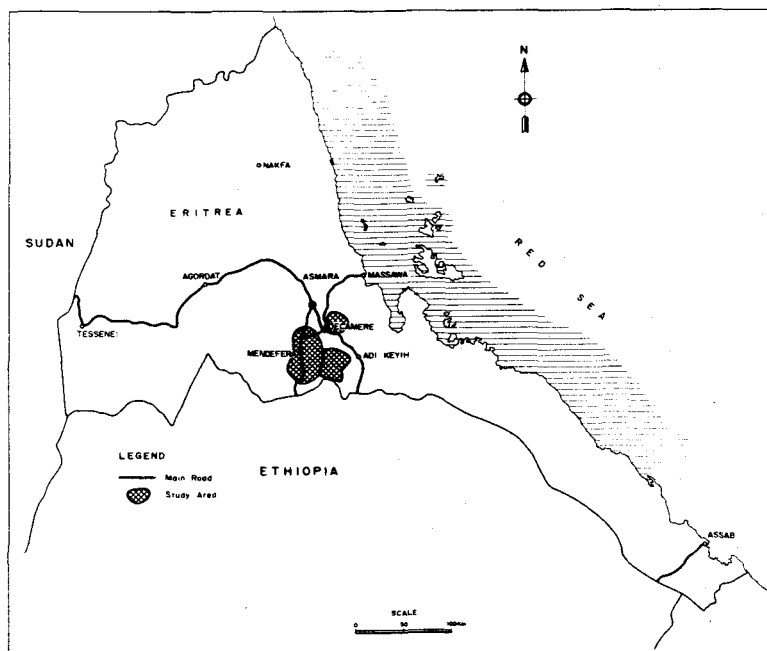 N
NAKFA
ERITREA
SUDAN
RED SEA
AGORDAT
ASMARA
MASSAWA
TESSENEI
DECAMERE
MENDEFERA
ADI KEYIH
LEGEND
Main Road
Study Area
ETHIOPIA
ASSAB
SCALE
0 50 100Km